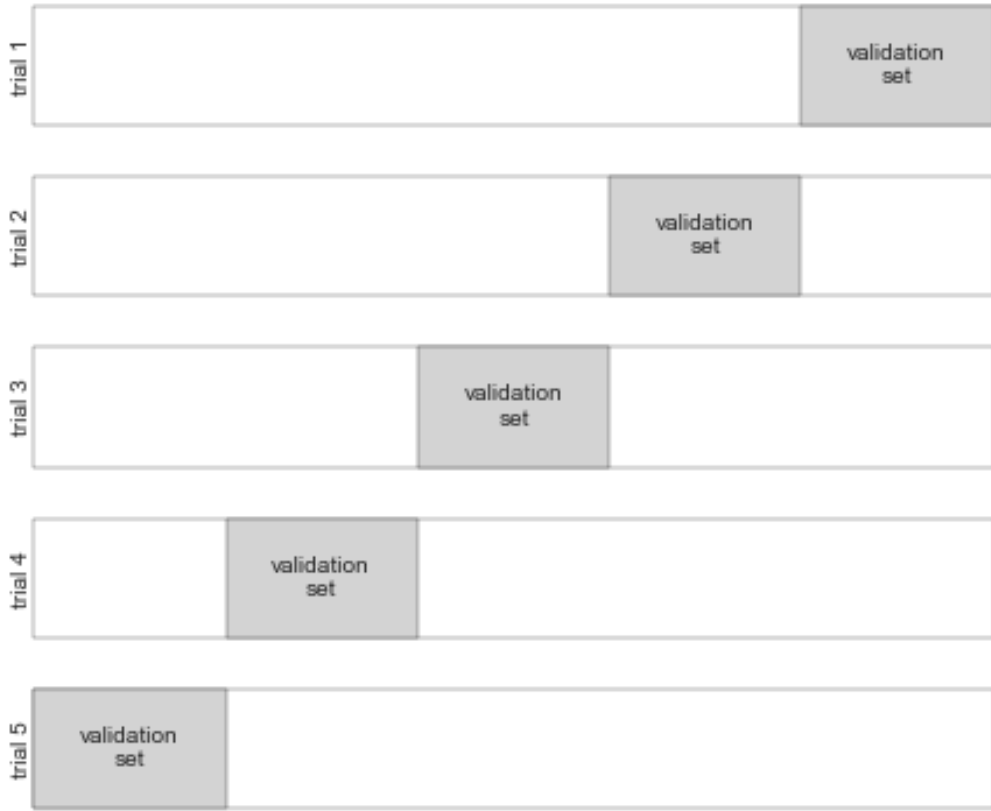 trial 1
validation
set
trial 2
validation
set
trial 3
validation
set
trial 4
validation
set
trial 5
validation
set